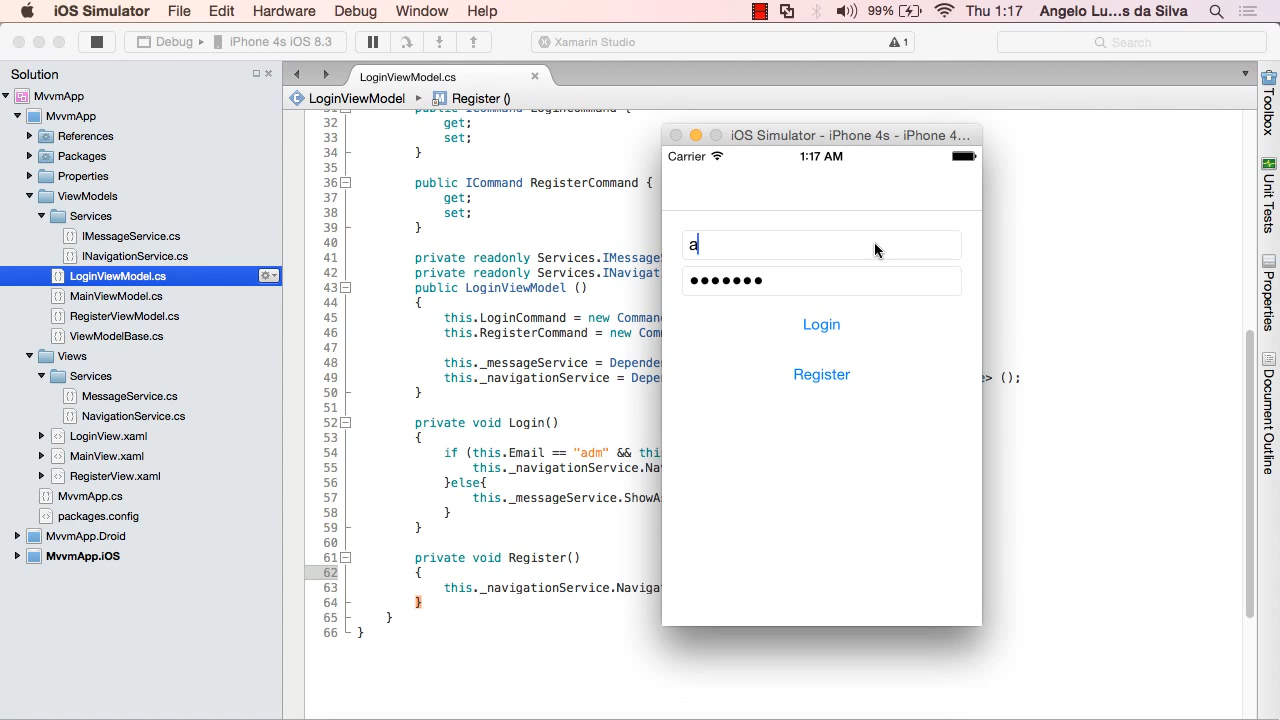 iOS Simulator File Edit Hardware Debug Window Help 99% Thu 1:17 Angelo Lu...s da Silva
Debug iPhone 4s iOS 8.3 Xamarin Studio 1 Search
Solution
MvvmApp
MvvmApp
References
Packages
Properties
ViewModels
Services
IMessageService.cs
INavigationService.cs
LoginViewModel.cs
MainViewModel.cs
RegisterViewModel.cs
ViewModelBase.cs
Views
Services
MessageService.cs
NavigationService.cs
LoginView.xaml
MainView.xaml
RegisterView.xaml
MvvmApp.cs
packages.config
MvvmApp.Droid
MvvmApp.iOS
LoginViewModel.cs
LoginViewModel Register ()
31 public ICommand LoginCommand {
32 get;
33 set;
34 }
35
36 public ICommand RegisterCommand {
37 get;
38 set;
39 }
40
41 private readonly Services.IMessageS
42 private readonly Services.INavigati
43 public LoginViewModel ()
44 {
45 this.LoginCommand = new Comman
46 this.RegisterCommand = new Com
47
48 this._messageService = Depende
49 this._navigationService = Depe e> ();
50 }
51
52 private void Login()
53 {
54 if (this.Email == "adm" && thi
55 this._navigationService.Na
56 }else{
57 this._messageService.ShowA
58 }
59 }
60
61 private void Register()
62 {
63 this._navigationService.Naviga
64 }
65 }
66 }
iOS Simulator - iPhone 4s - iPhone 4...
Carrier 1:17 AM
a
•••••••
Login
Register
Toolbox
Unit Tests
Properties
Document Outline